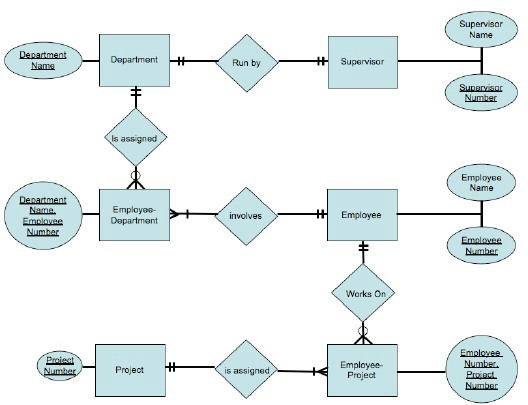 Department
Name
Department
Run by
Supervisor
Supervisor
Name
Supervisor
Number
Is assigned
Department
Name,
Employee
Number
Employee-
Department
involves
Employee
Employee
Name
Employee
Number
Works On
Project
Number
Project
is assigned
Employee-
Project
Employee
Number,
Project
Number